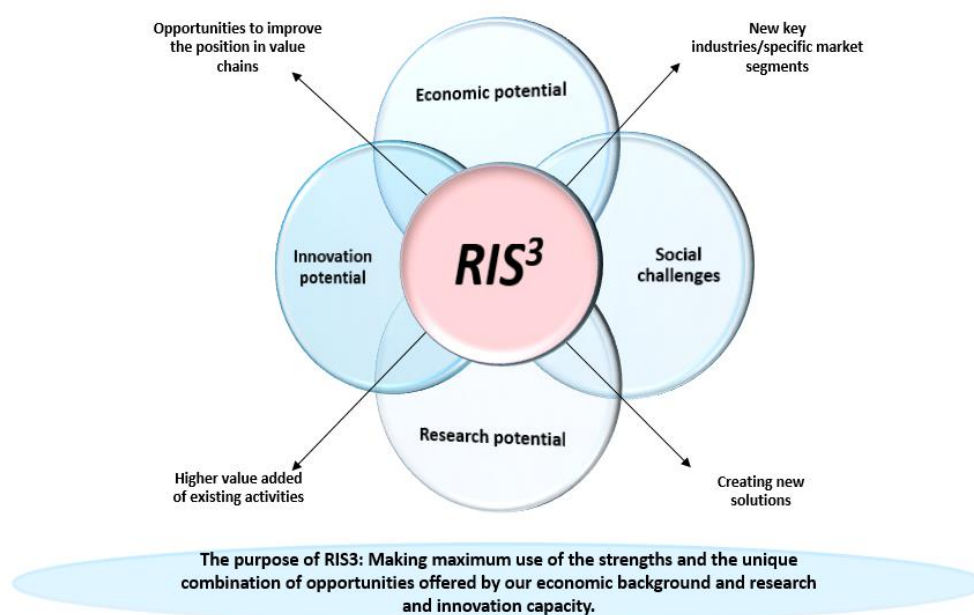 Opportunities to improve
the position in value
chains
New key
industries/specific market
segments
Economic potential
Innovation
potential
RIS³
Social
challenges
Research potential
Higher value added
of existing activities
Creating new
solutions
The purpose of RIS3: Making maximum use of the strengths and the unique
combination of opportunities offered by our economic background and research
and innovation capacity.